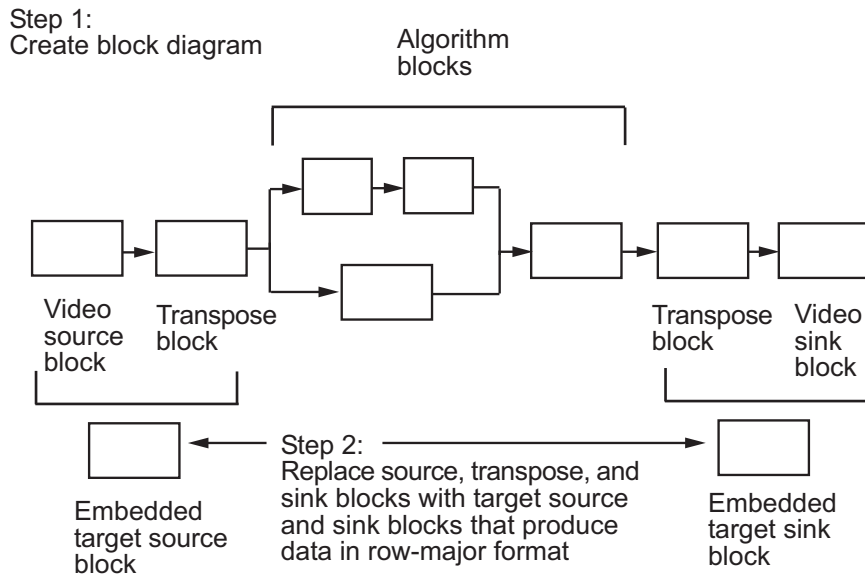 Step 1:
Create block diagram
Algorithm
blocks
Video
source
block
Transpose
block
Transpose
block
Video
sink
block
Step 2:
Replace source, transpose, and
sink blocks with target source
and sink blocks that produce
data in row-major format
Embedded
target source
block
Embedded
target sink
block